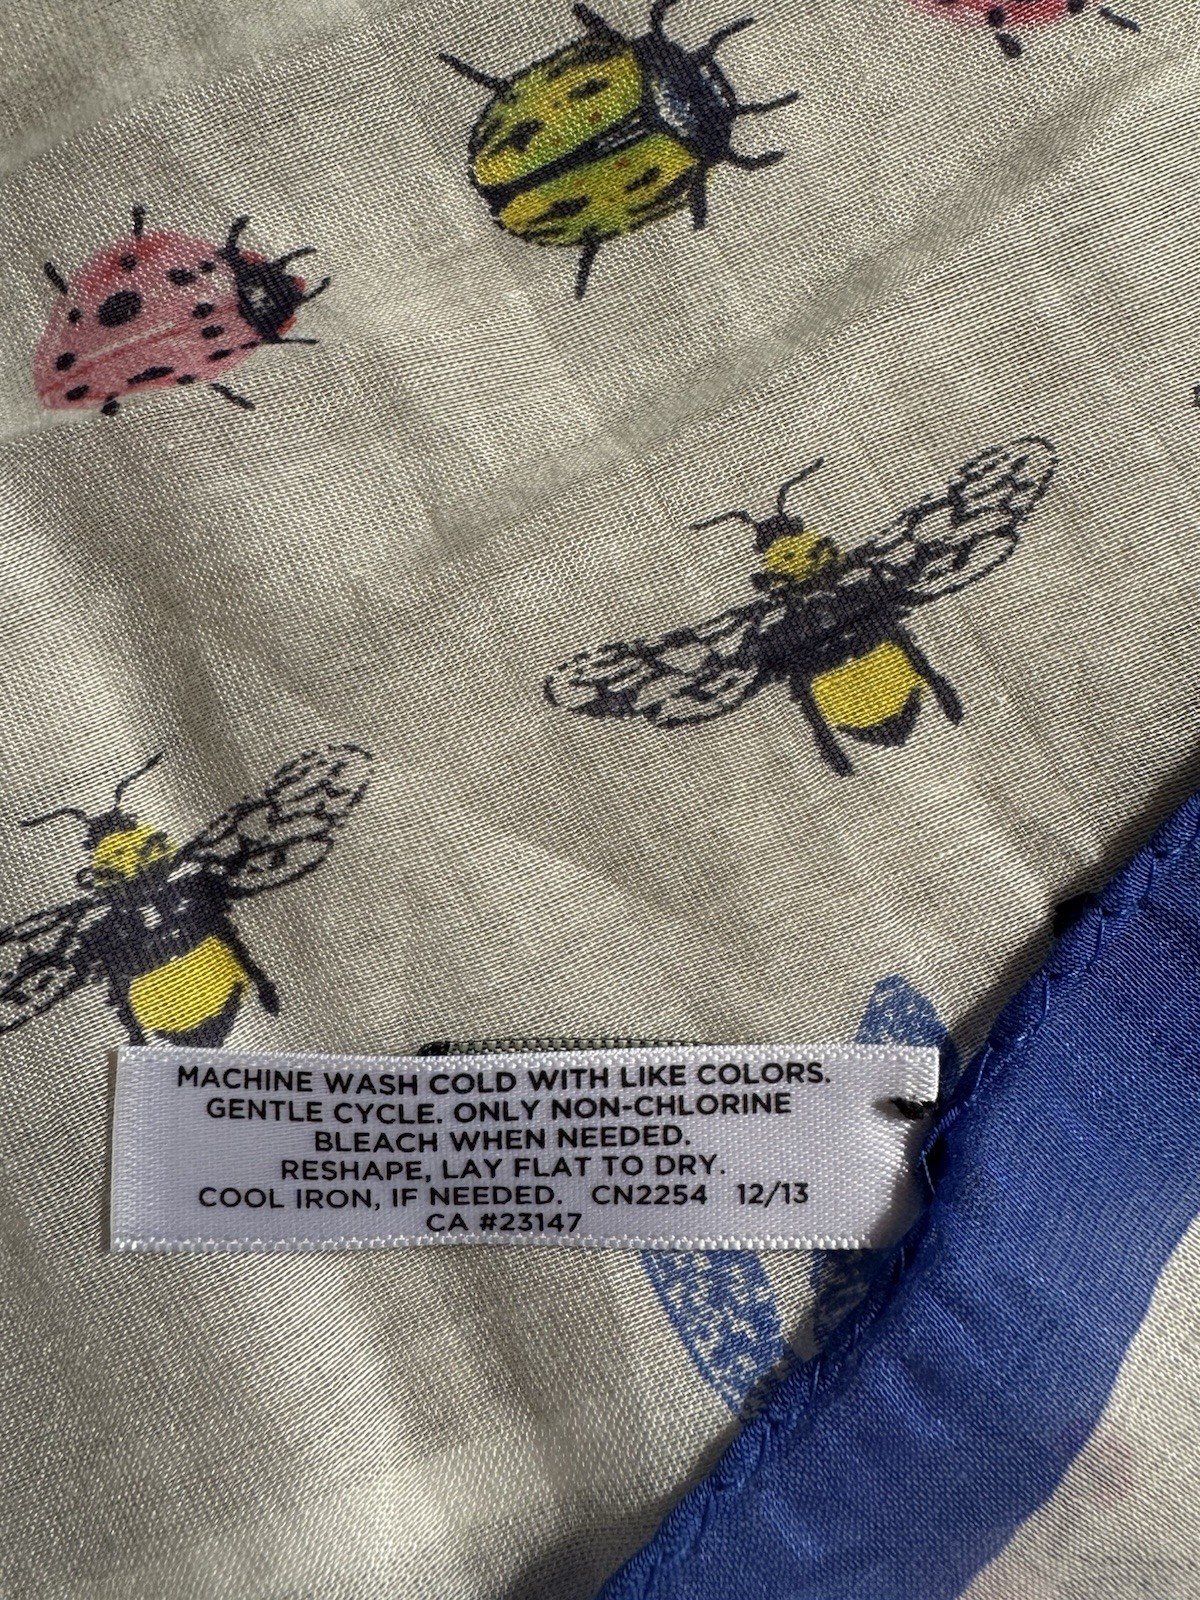 MACHINE WASH COLD WITH LIKE COLORS.
GENTLE CYCLE. ONLY NON-CHLORINE
BLEACH WHEN NEEDED.
RESHAPE, LAY FLAT TO DRY.
COOL IRON, IF NEEDED. CN2254 12/13
CA #23147